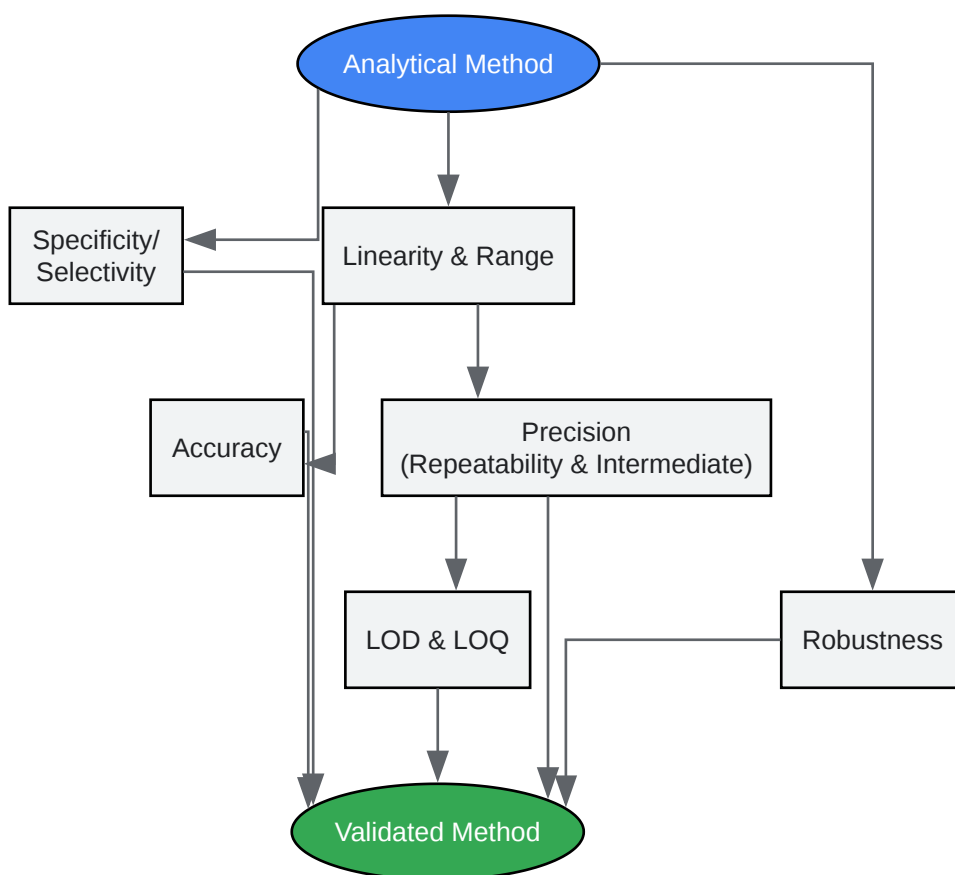 Analytical Method
Specificity/
Selectivity
Linearity & Range
Accuracy
Precision
(Repeatability & Intermediate)
LOD & LOQ
Robustness
Validated Method